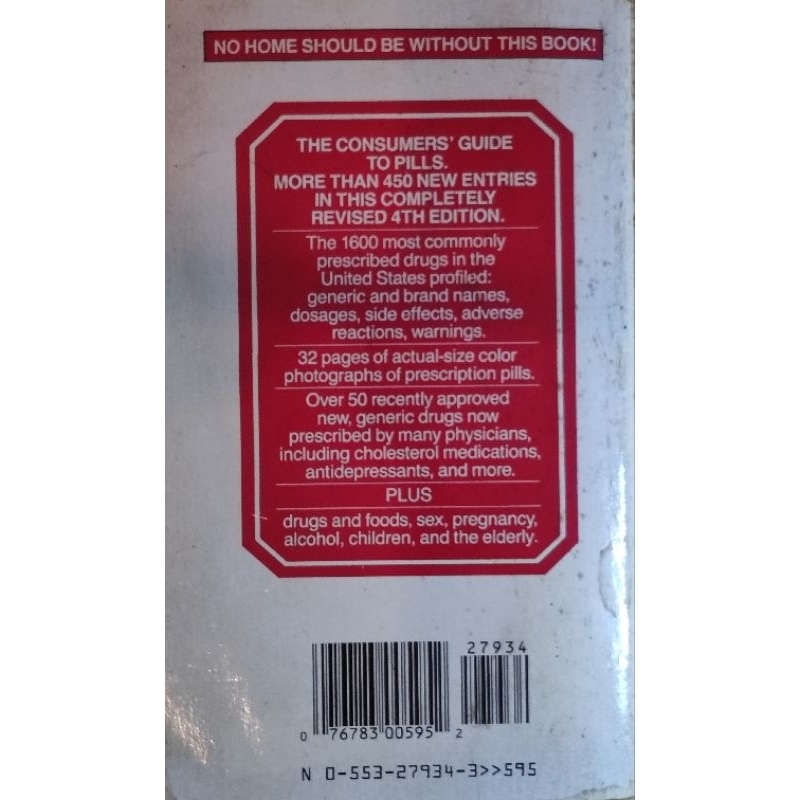 NO HOME SHOULD BE WITHOUT THIS BOOK!
THE CONSUMERS' GUIDE
TO PILLS.
MORE THAN 450 NEW ENTRIES
IN THIS COMPLETELY
REVISED 4TH EDITION.
The 1600 most commonly
prescribed drugs in the
United States profiled:
generic and brand names,
dosages, side effects, adverse
reactions, warnings.
32 pages of actual-size color
photographs of prescription pills.
Over 50 recently approved
new, generic drugs now
prescribed by many physicians,
including cholesterol medications,
antidepressants, and more.
PLUS
drugs and foods, sex, pregnancy,
alcohol, children, and the elderly.
27934
0 76783 00595 2
N 0-553-27934-3>>595